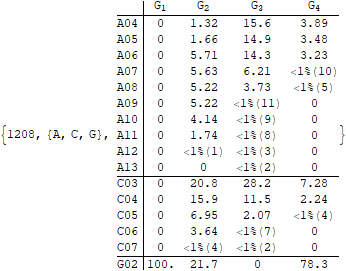 G1 G2 G3 G4
A04 0 1.32 15.6 3.89
A05 0 1.66 14.9 3.48
A06 0 5.71 14.3 3.23
A07 0 5.63 6.21 <1%(10)
A08 0 5.22 3.73 <1%(5)
A09 0 5.22 <1%(11) 0
A10 0 4.14 <1%(9) 0
{1208, {A, C, G}, A11 0 1.74 <1%(8) 0 }
A12 0 <1%(1) <1%(3) 0
A13 0 0 <1%(2) 0
C03 0 20.8 28.2 7.28
C04 0 15.9 11.5 2.24
C05 0 6.95 2.07 <1%(4)
C06 0 3.64 <1%(7) 0
C07 0 <1%(4) <1%(2) 0
G02 100. 21.7 0 78.3